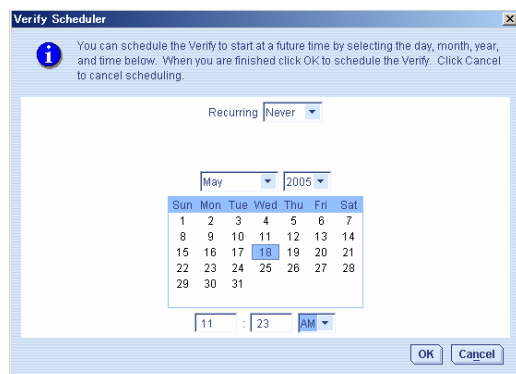 Verify Scheduler
You can schedule the Verify to start at a future time by selecting the day, month, year,
and time below. When you are finished click OK to schedule the Verify. Click Cancel
to cancel scheduling.
Recurring Never
May 2005
Sun Mon Tue Wed Thu Fri Sat
1 2 3 4 5 6 7
8 9 10 11 12 13 14
15 16 17 18 19 20 21
22 23 24 25 26 27 28
29 30 31
11 : 23 AM
OK Cancel